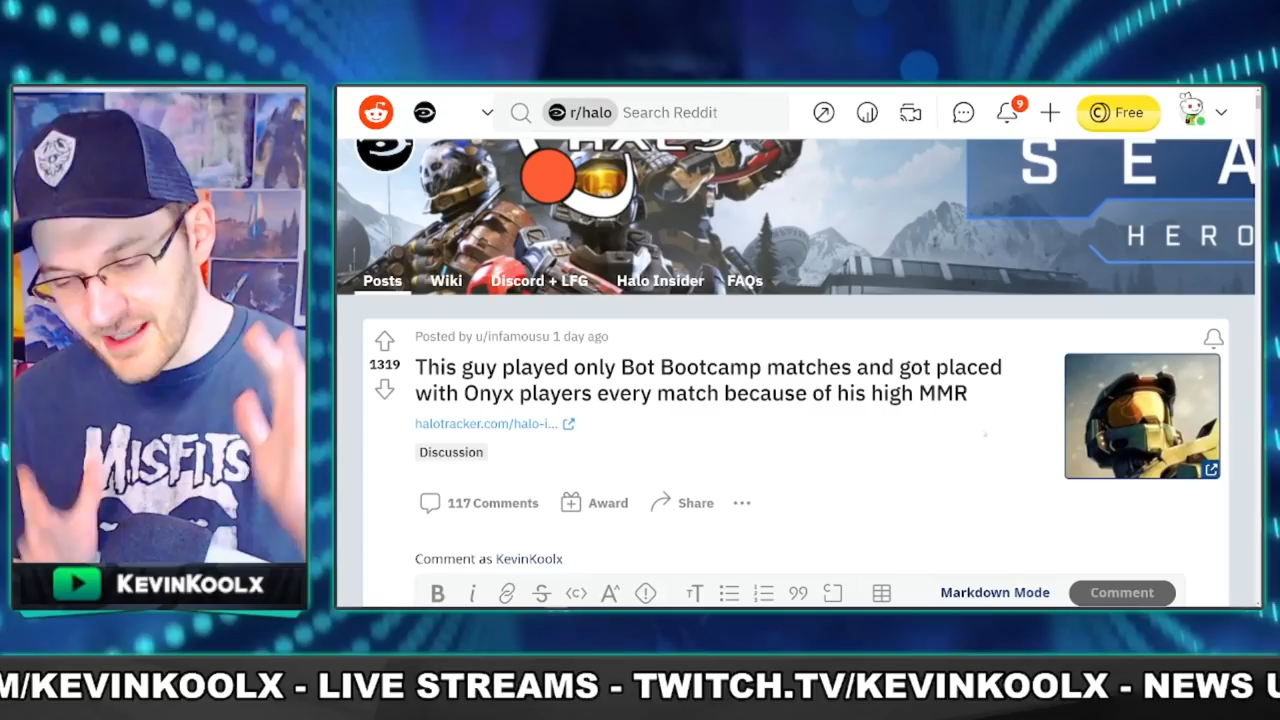 r/halo
Search Reddit
9
Free
HALO
SEA
HERO
Posts
Wiki
Discord + LFG
Halo Insider
FAQs
Posted by u/infamousu 1 day ago
1319
This guy played only Bot Bootcamp matches and got placed
with Onyx players every match because of his high MMR
halotracker.com/halo-i...
Discussion
117 Comments
Award
Share
Comment as KevinKoolx
B
i
Markdown Mode
Comment
MISFITS
KEVINKOOLX
M/KEVINKOOLX - LIVE STREAMS - TWITCH.TV/KEVINKOOLX - NEWS U